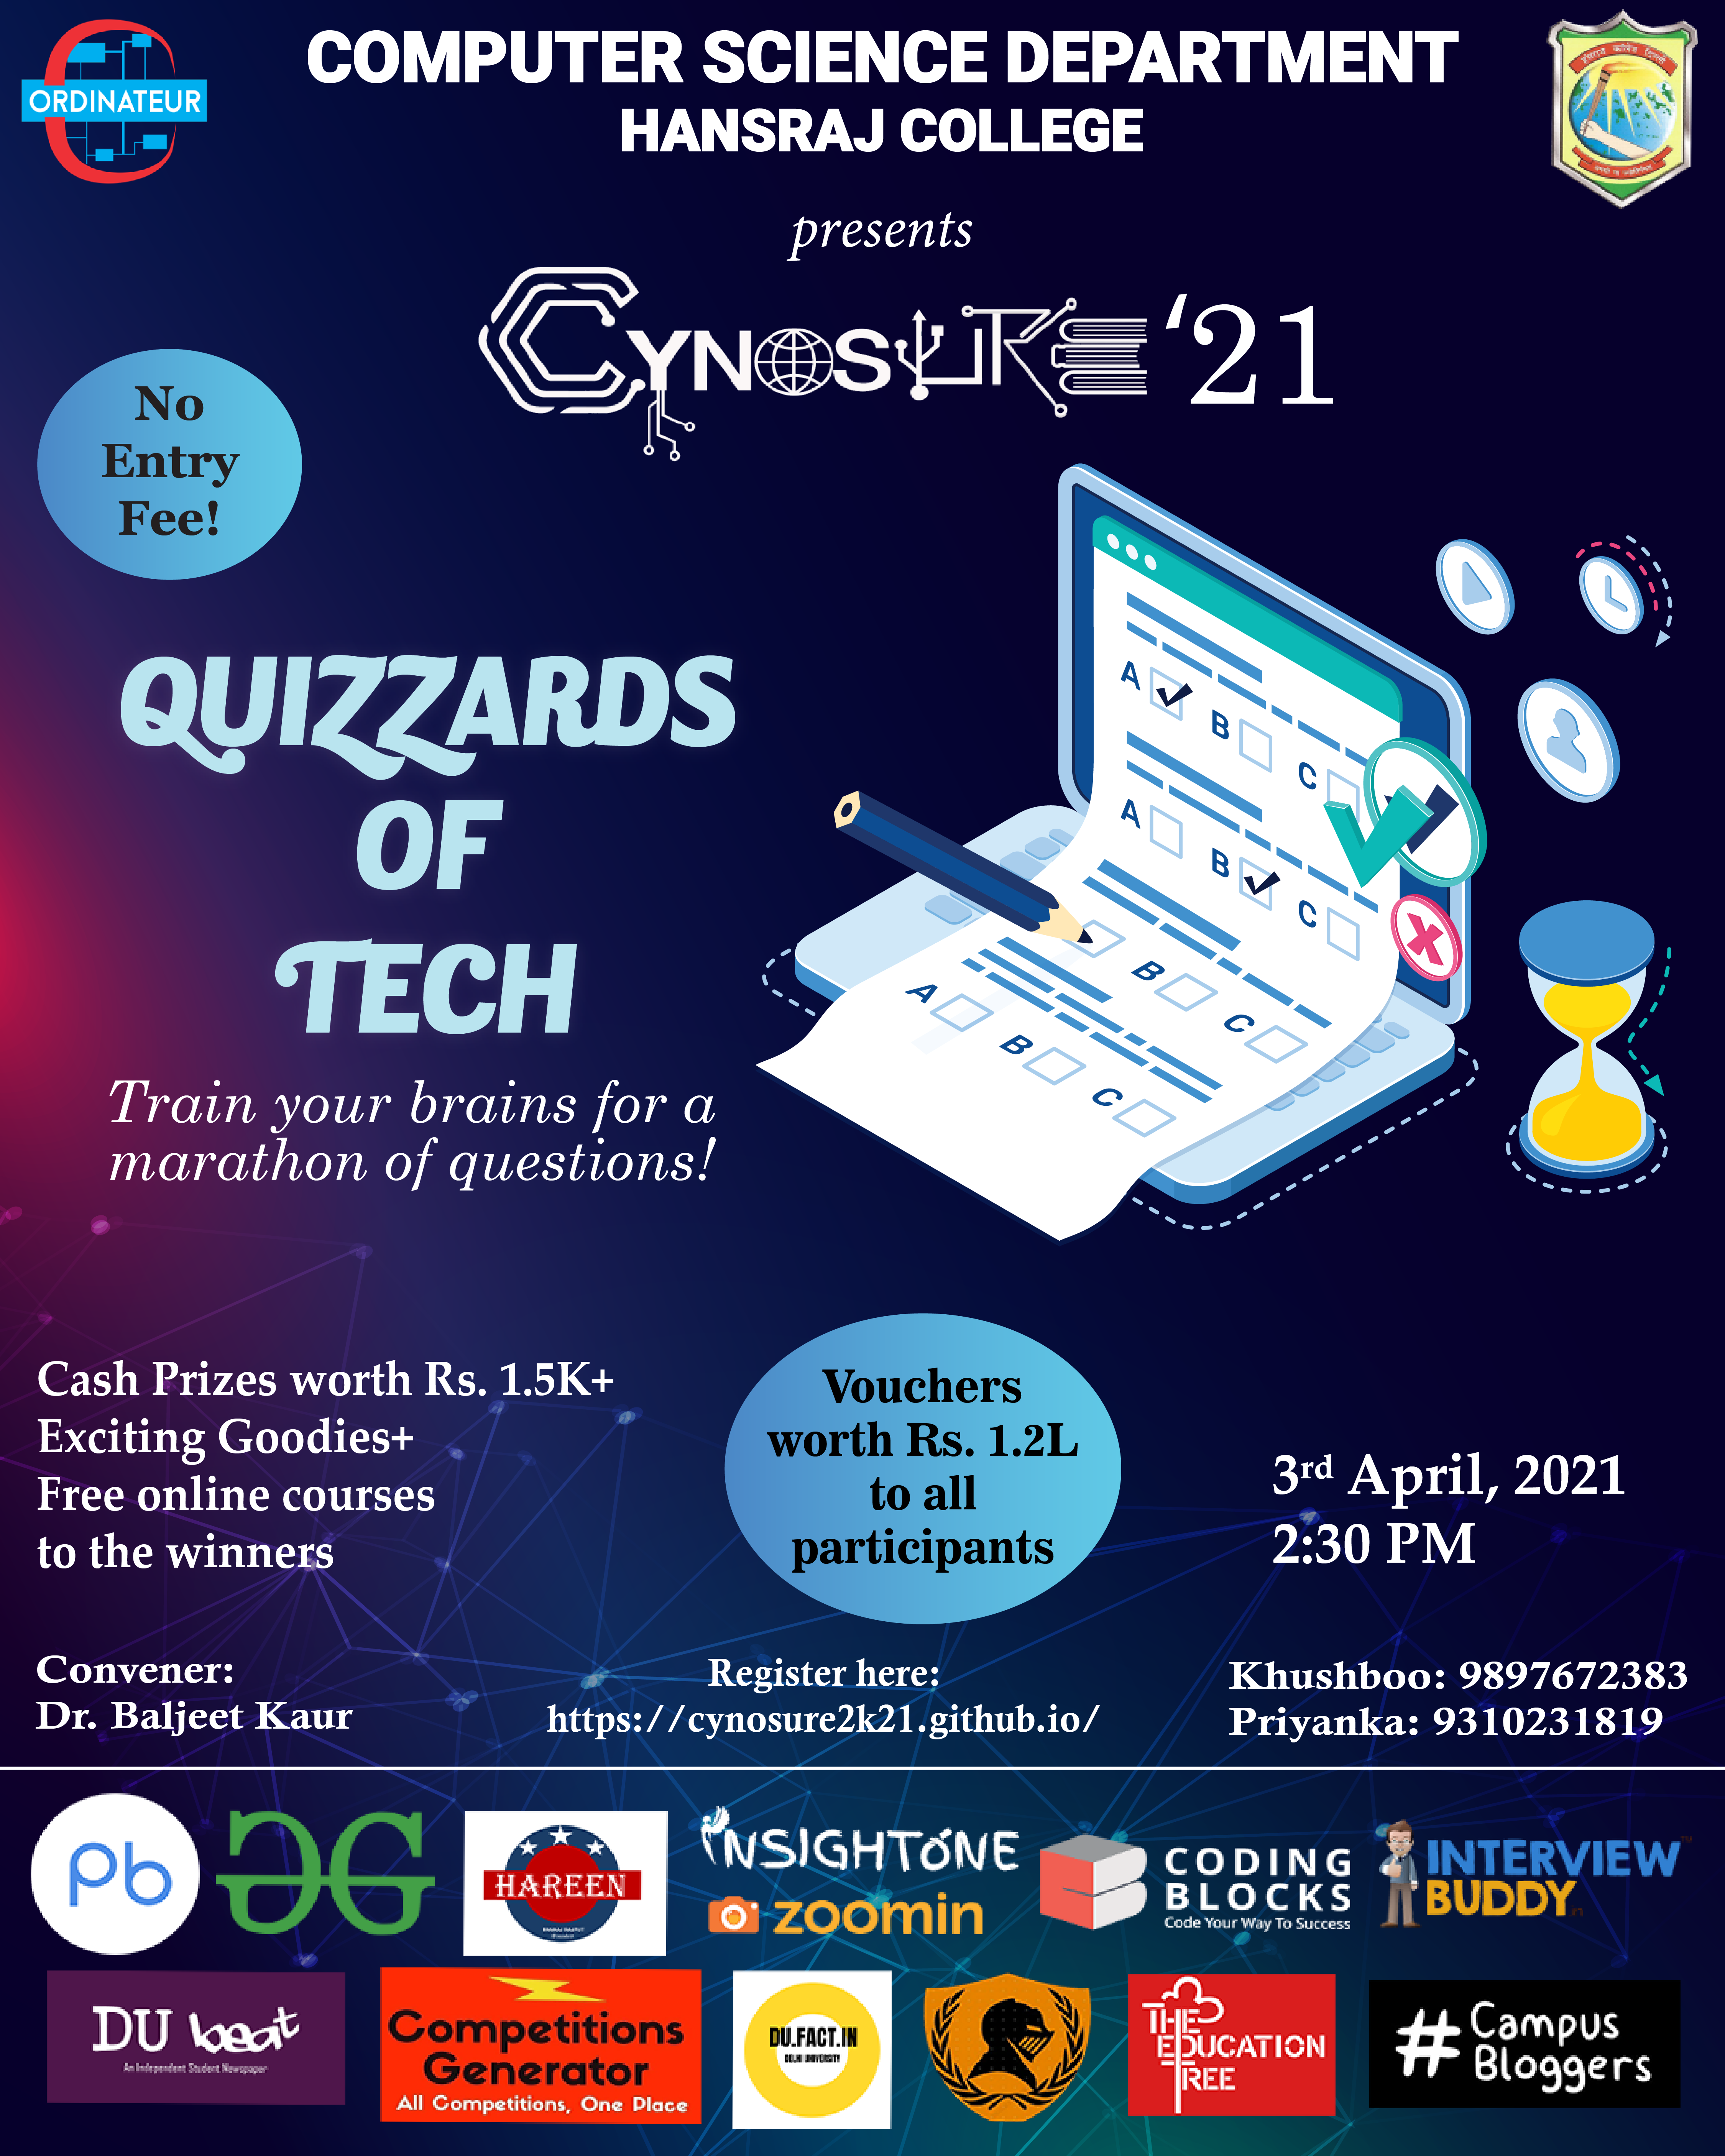 ORDINATEUR
COMPUTER SCIENCE DEPARTMENT
HANSRAJ COLLEGE
हंसराज कॉलेज दिल्ली
presents
CYNOSURE '21
No
Entry
Fee!
QUIZZARDS
OF
TECH
Train your brains for a
marathon of questions!
A
B
C
A
B
C
B
C
A
B
C
Cash Prizes worth Rs. 1.5K+
Exciting Goodies+
Free online courses
to the winners
Vouchers
worth Rs. 1.2L
to all
participants
3rd April, 2021
2:30 PM
Convener:
Dr. Baljeet Kaur
Register here:
https://cynosure2k21.github.io/
Khushboo: 9897672383
Priyanka: 9310231819
Pb
GG
HAREEN
INSIGHTONE
zoomin
CODING
BLOCKS
Code Your Way To Success
INTERVIEW
BUDDY.in
DU beat
An Independent Student Newspaper
Competitions
Generator
All Competitions, One Place
DU.FACT.IN
DELHI UNIVERSITY
THE
EDUCATION
TREE
# Campus
Bloggers